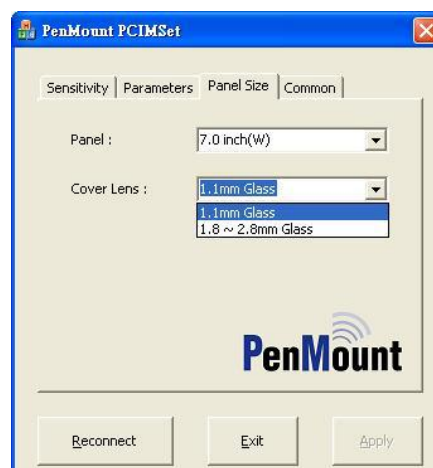 PenMount PCIMSet
Sensitivity Parameters Panel Size Common
Panel : 7.0 inch(W)
Cover Lens : 1.1mm Glass
1.1mm Glass
1.8 ~ 2.8mm Glass
PenMount
Reconnect Exit Apply